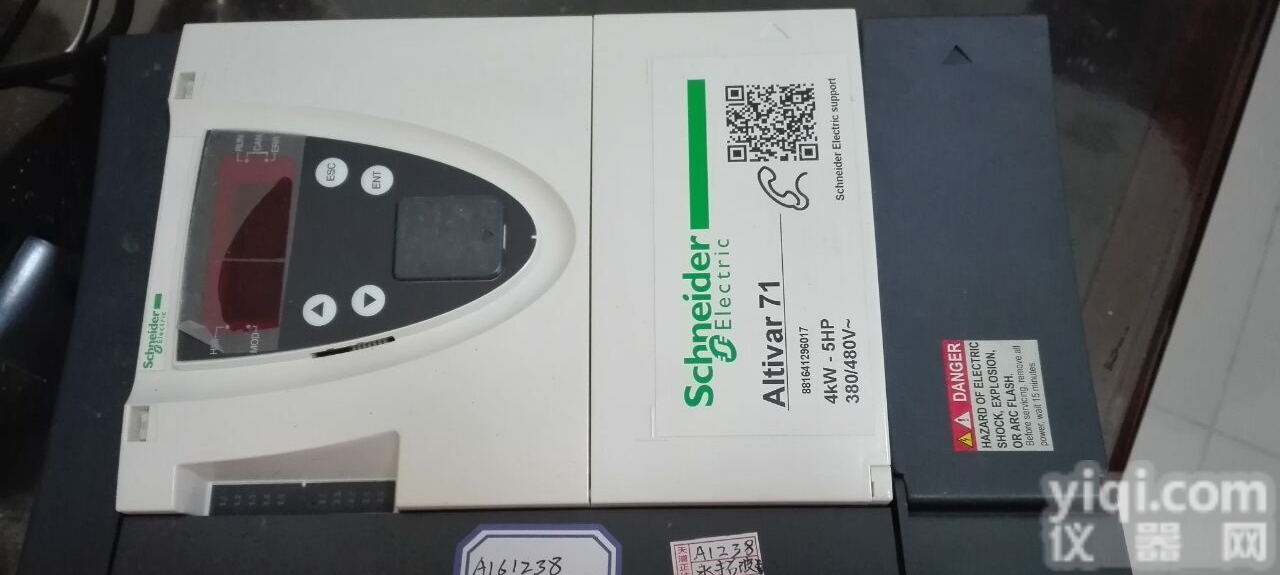 RUN
CAN
ERR
ESC
ENT
MOD
Schneider
Electric
Schneider
Electric
Schneider Electric support
Altivar 71
881641296017
4kW - 5HP
380/480V~
DANGER
HAZARD OF ELECTRIC
SHOCK, EXPLOSION,
OR ARC FLASH.
Before servicing, remove all
power, wait 15 minutes
A161238
A1238
yiqi.com
仪器网